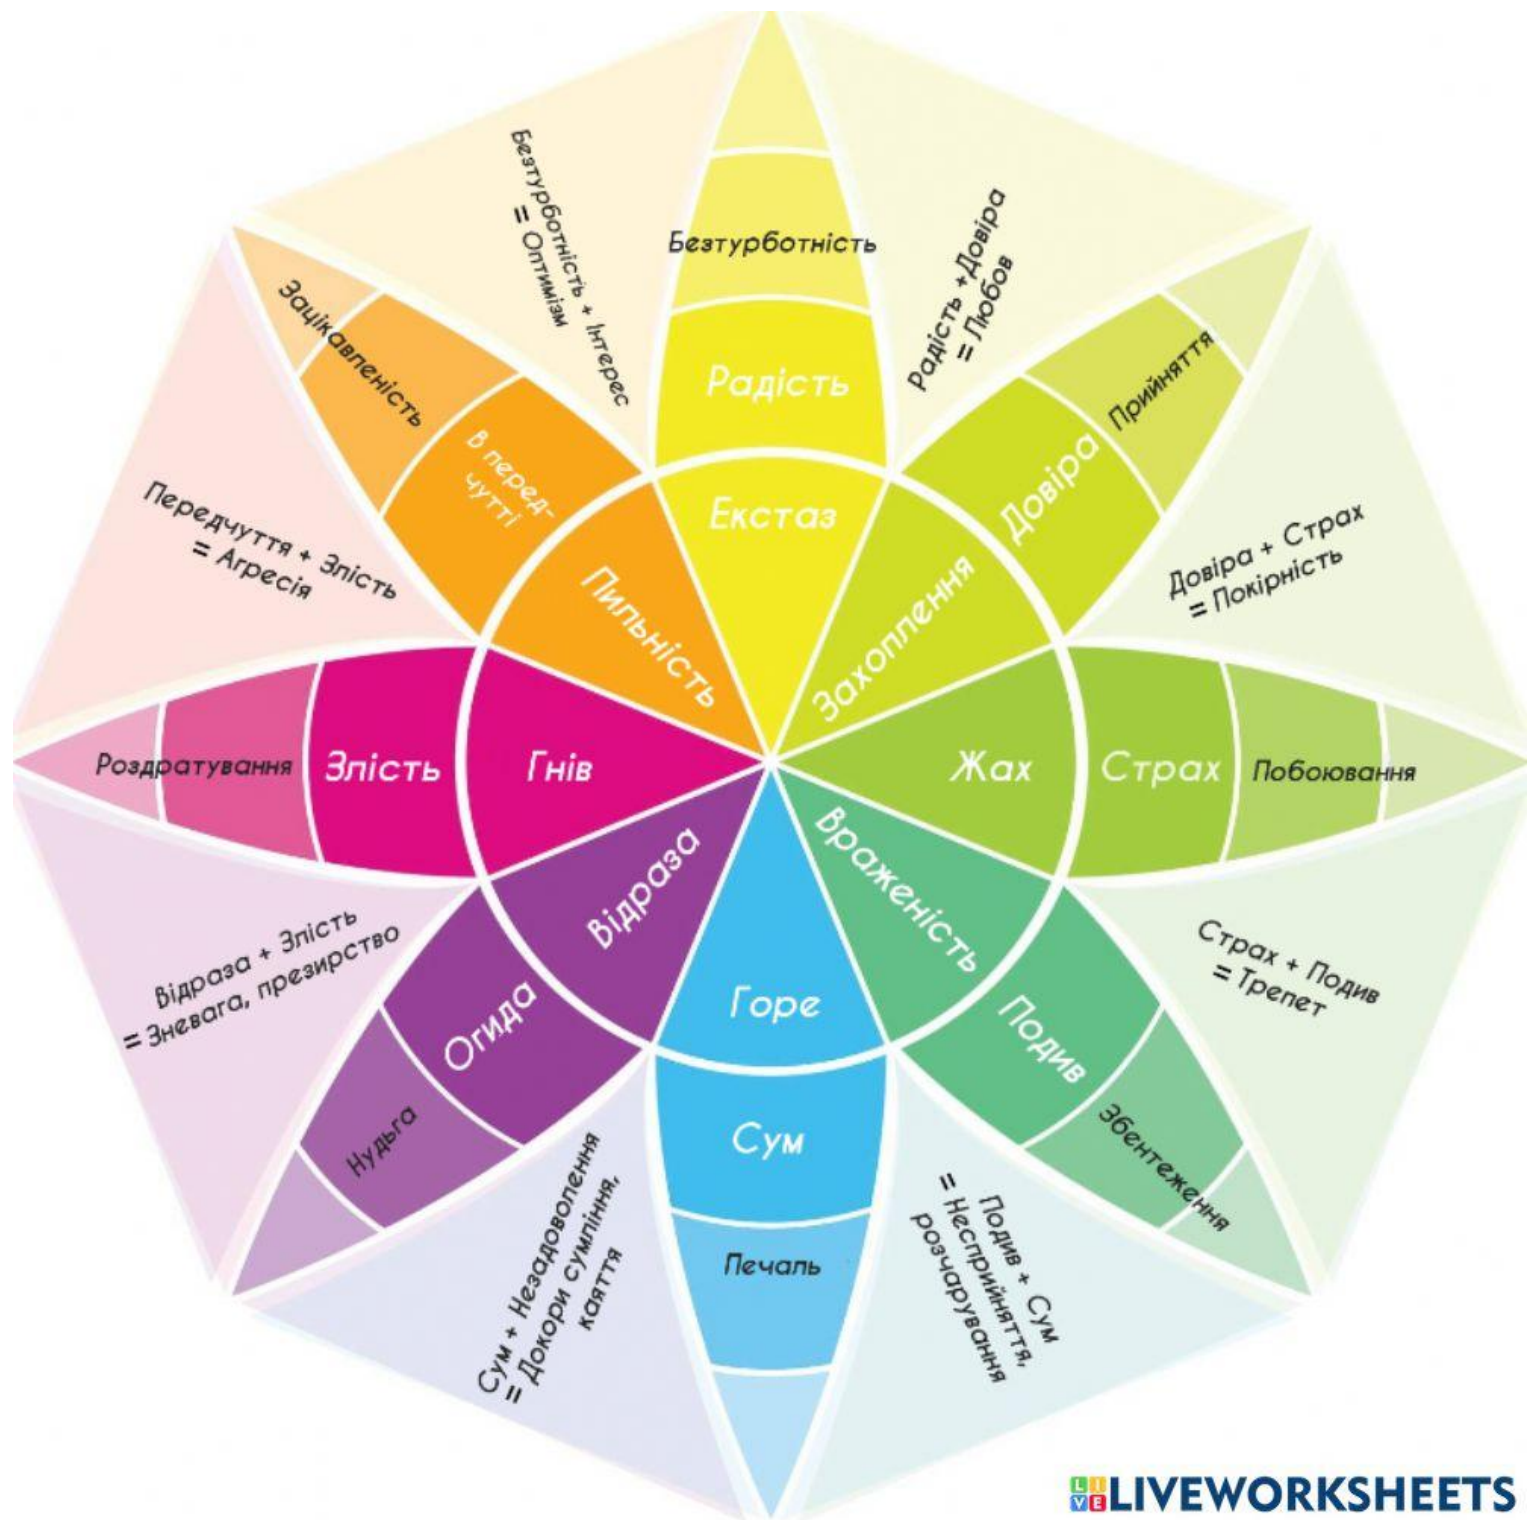 Безтурботність + Інтерес
= Оптимізм
Безтурботність
Радість +Довіра
= Любов
Зацікавленість
Прийняття
Радість
В перед-
чутті
Довіра
Екстаз
Передчуття + Злість
= Агресія
Довіра + Страх
= Покірність
Пильність
Захоплення
Роздратування
Злість
Гнів
Жах
Страх
Побоювання
Відраза
Враженість
Відраза + Злість
= Зневага, презирство
Страх + Подив
= Трепет
Горе
Огида
Подив
Нудьга
Сум
Збентеження
Сум + Незадоволення
= Докори сумління,
каяття
Печаль
Подив + Сум
= Несприйняття,
розчарування
LIVE LIVEWORKSHEETS